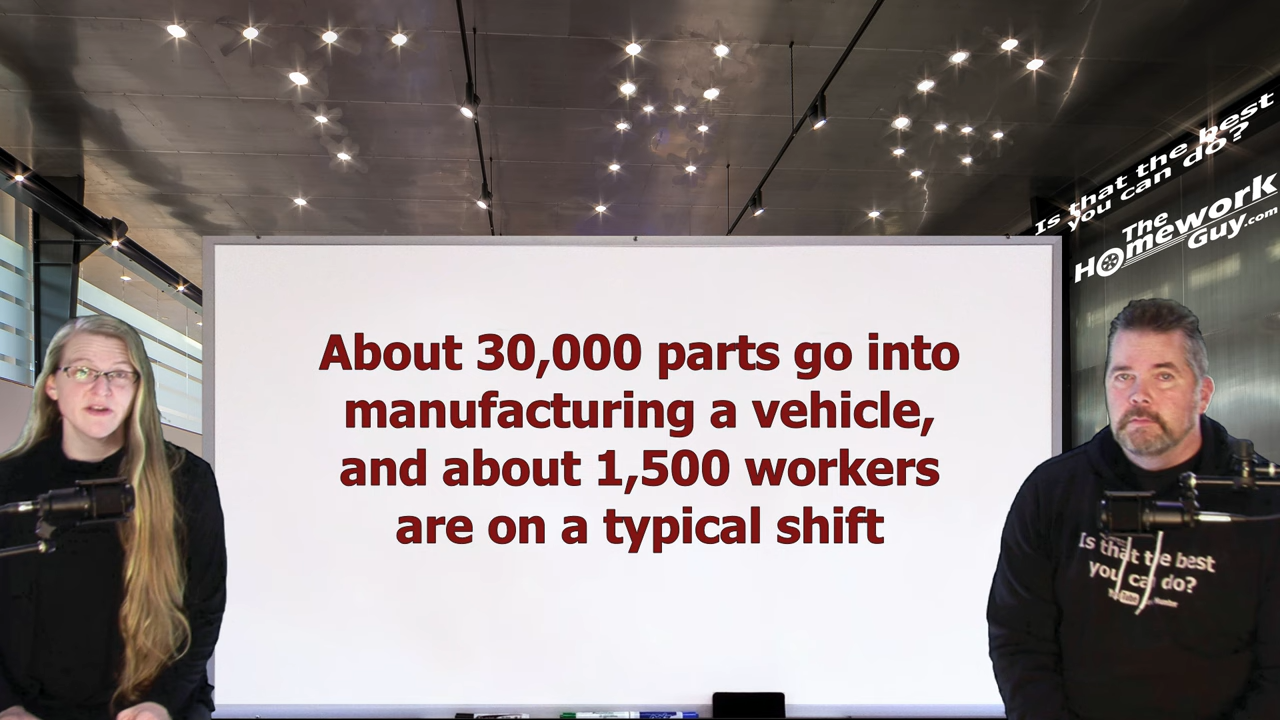 Is that the best
you can do?
The
Homework
Guy.com
About 30,000 parts go into
manufacturing a vehicle,
and about 1,500 workers
are on a typical shift
Is that the best
you can do?